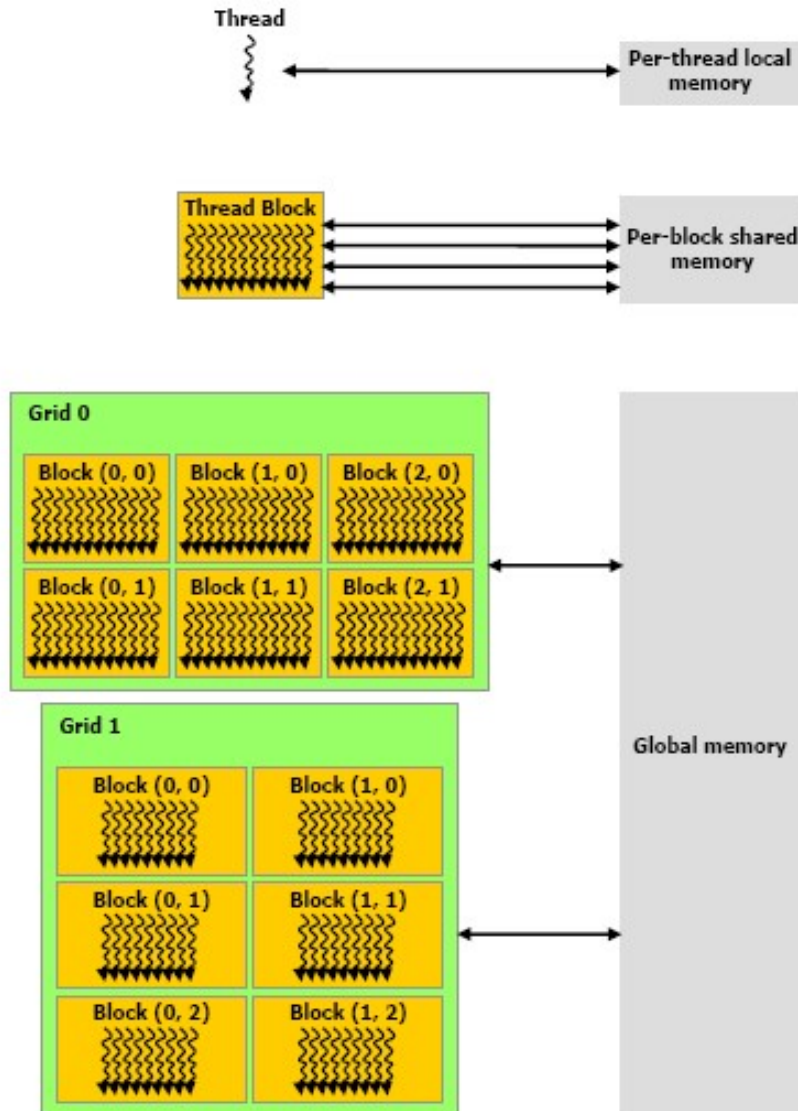 Thread
Per-thread local
memory
Thread Block
Per-block shared
memory
Grid 0
Block (0, 0)
Block (1, 0)
Block (2, 0)
Block (0, 1)
Block (1, 1)
Block (2, 1)
Grid 1
Global memory
Block (0, 0)
Block (1, 0)
Block (0, 1)
Block (1, 1)
Block (0, 2)
Block (1, 2)